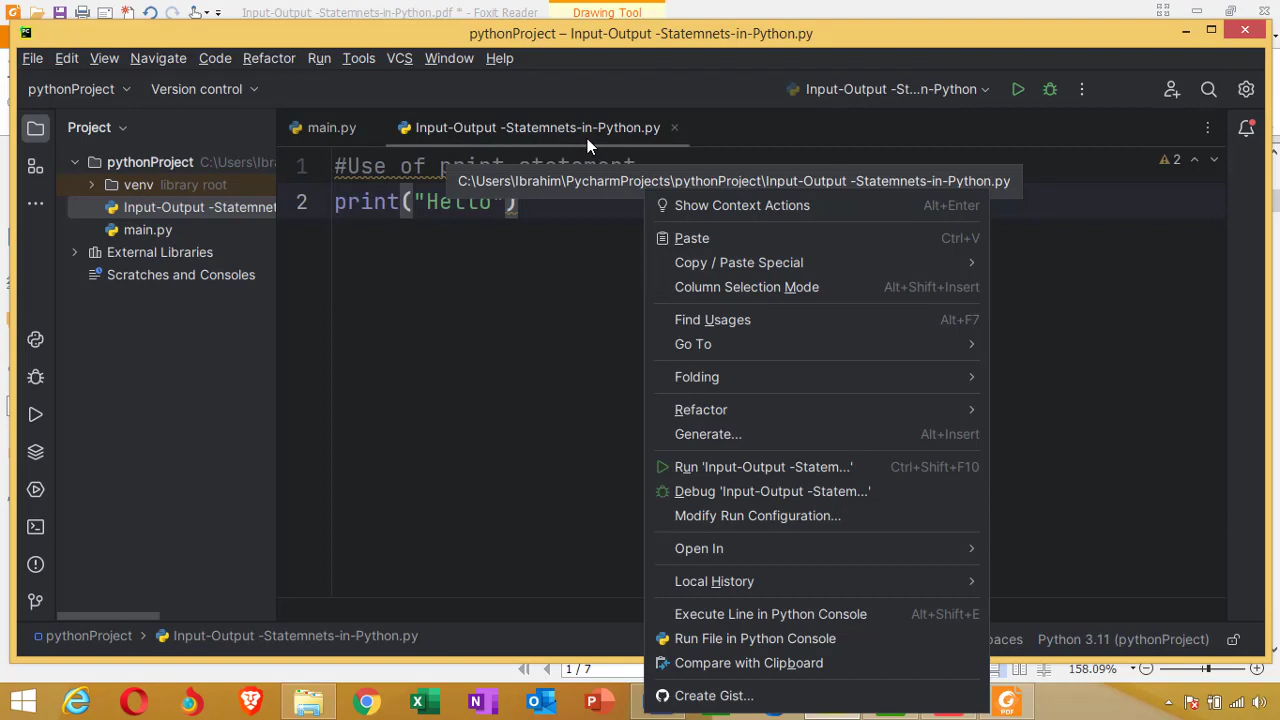 Input-Output -Statemnets-in-Python.pdf * - Foxit Reader
Drawing Tool
pythonProject – Input-Output -Statemnets-in-Python.py
File Edit View Navigate Code Refactor Run Tools VCS Window Help
pythonProject Version control Input-Output -St...n-Python
Project
main.py Input-Output -Statemnets-in-Python.py
pythonProject C:\Users\Ibra
venv library root
Input-Output -Statemnet
main.py
External Libraries
Scratches and Consoles
1 #Use of print statement
2 print("Hello")
2
C:\Users\Ibrahim\PycharmProjects\pythonProject\Input-Output -Statemnets-in-Python.py
Show Context Actions Alt+Enter
Paste Ctrl+V
Copy / Paste Special
Column Selection Mode Alt+Shift+Insert
Find Usages Alt+F7
Go To
Folding
Refactor
Generate... Alt+Insert
Run 'Input-Output -Statem...' Ctrl+Shift+F10
Debug 'Input-Output -Statem...'
Modify Run Configuration...
Open In
Local History
Execute Line in Python Console Alt+Shift+E
Run File in Python Console
Compare with Clipboard
Create Gist...
pythonProject Input-Output -Statemnets-in-Python.py
paces Python 3.11 (pythonProject)
1 / 7
158.09%
PDF